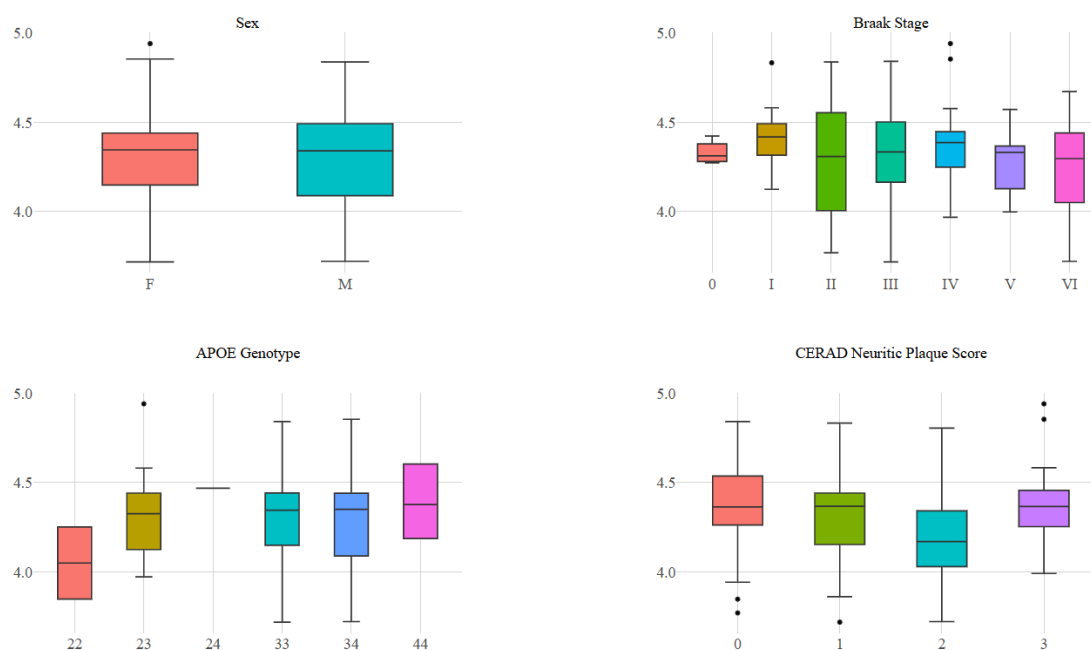 Sex
5.0
4.5
4.0
F M
Braak Stage
5.0
4.5
4.0
0 I II III IV V VI
APOE Genotype
5.0
4.5
4.0
22 23 24 33 34 44
CERAD Neuritic Plaque Score
5.0
4.5
4.0
0 1 2 3